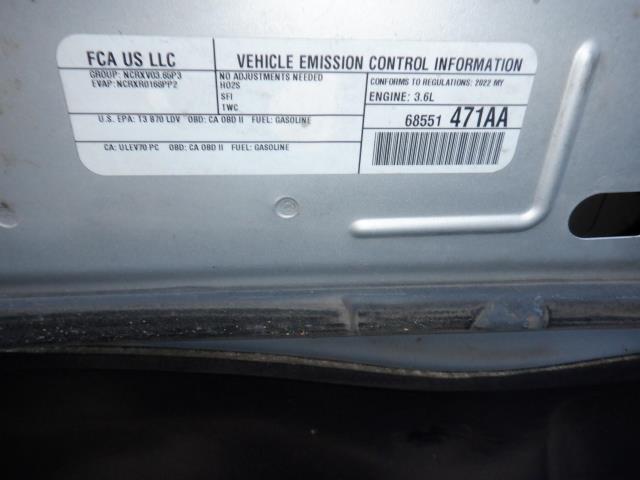 FCA US LLC
VEHICLE EMISSION CONTROL INFORMATION
GROUP: NCRXV03.65P3
EVAP: NCRXR0168PP2
NO ADJUSTMENTS NEEDED
HO2S
SFI
TWC
CONFORMS TO REGULATIONS: 2022 MY
ENGINE: 3.6L
U.S. EPA: T3 B70 LDV OBD: CA OBD II FUEL: GASOLINE
68551 471AA
CA: ULEV70 PC OBD: CA OBD II FUEL: GASOLINE